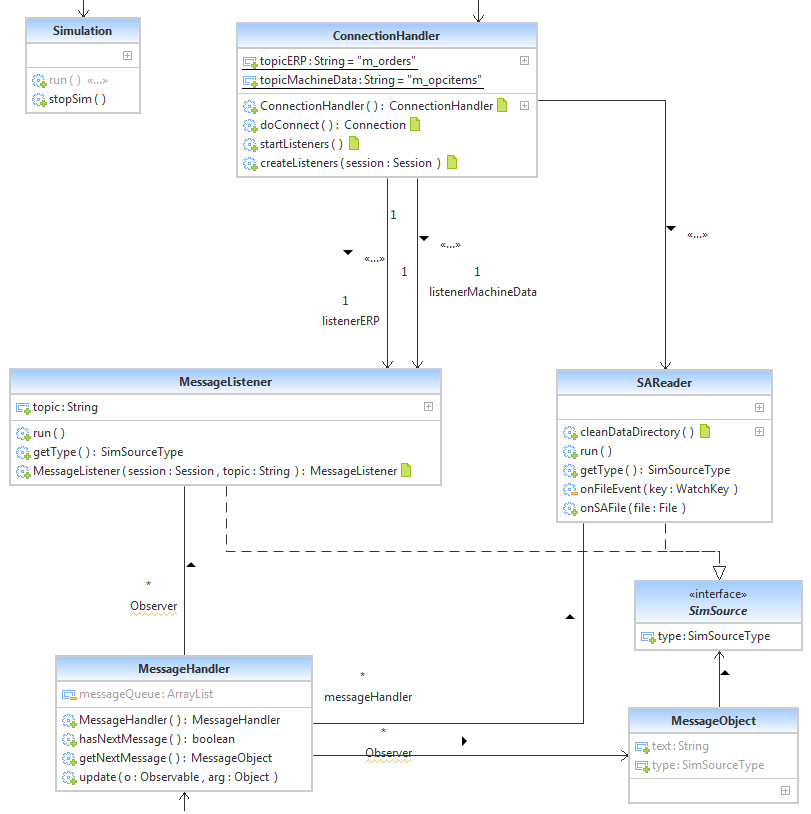 Simulation
run ( ) «...»
stopSim ( )
ConnectionHandler
topicERP : String = "m_orders"
topicMachineData : String = "m_opcitems"
ConnectionHandler ( ) : ConnectionHandler
doConnect ( ) : Connection
startListeners ( )
createListeners ( session : Session )
1
«...»
«...»
«...»
1
1
listenerMachineData
1
listenerERP
MessageListener
topic : String
run ( )
getType ( ) : SimSourceType
MessageListener ( session : Session , topic : String ) : MessageListener
SAReader
cleanDataDirectory ( )
run ( )
getType ( ) : SimSourceType
onFileEvent ( key : WatchKey )
onSAFile ( file : File )
*
Observer
«interface»
SimSource
type : SimSourceType
MessageHandler
messageQueue : ArrayList
MessageHandler ( ) : MessageHandler
hasNextMessage ( ) : boolean
getNextMessage ( ) : MessageObject
update ( o : Observable , arg : Object )
*
messageHandler
*
Observer
MessageObject
text : String
type : SimSourceType